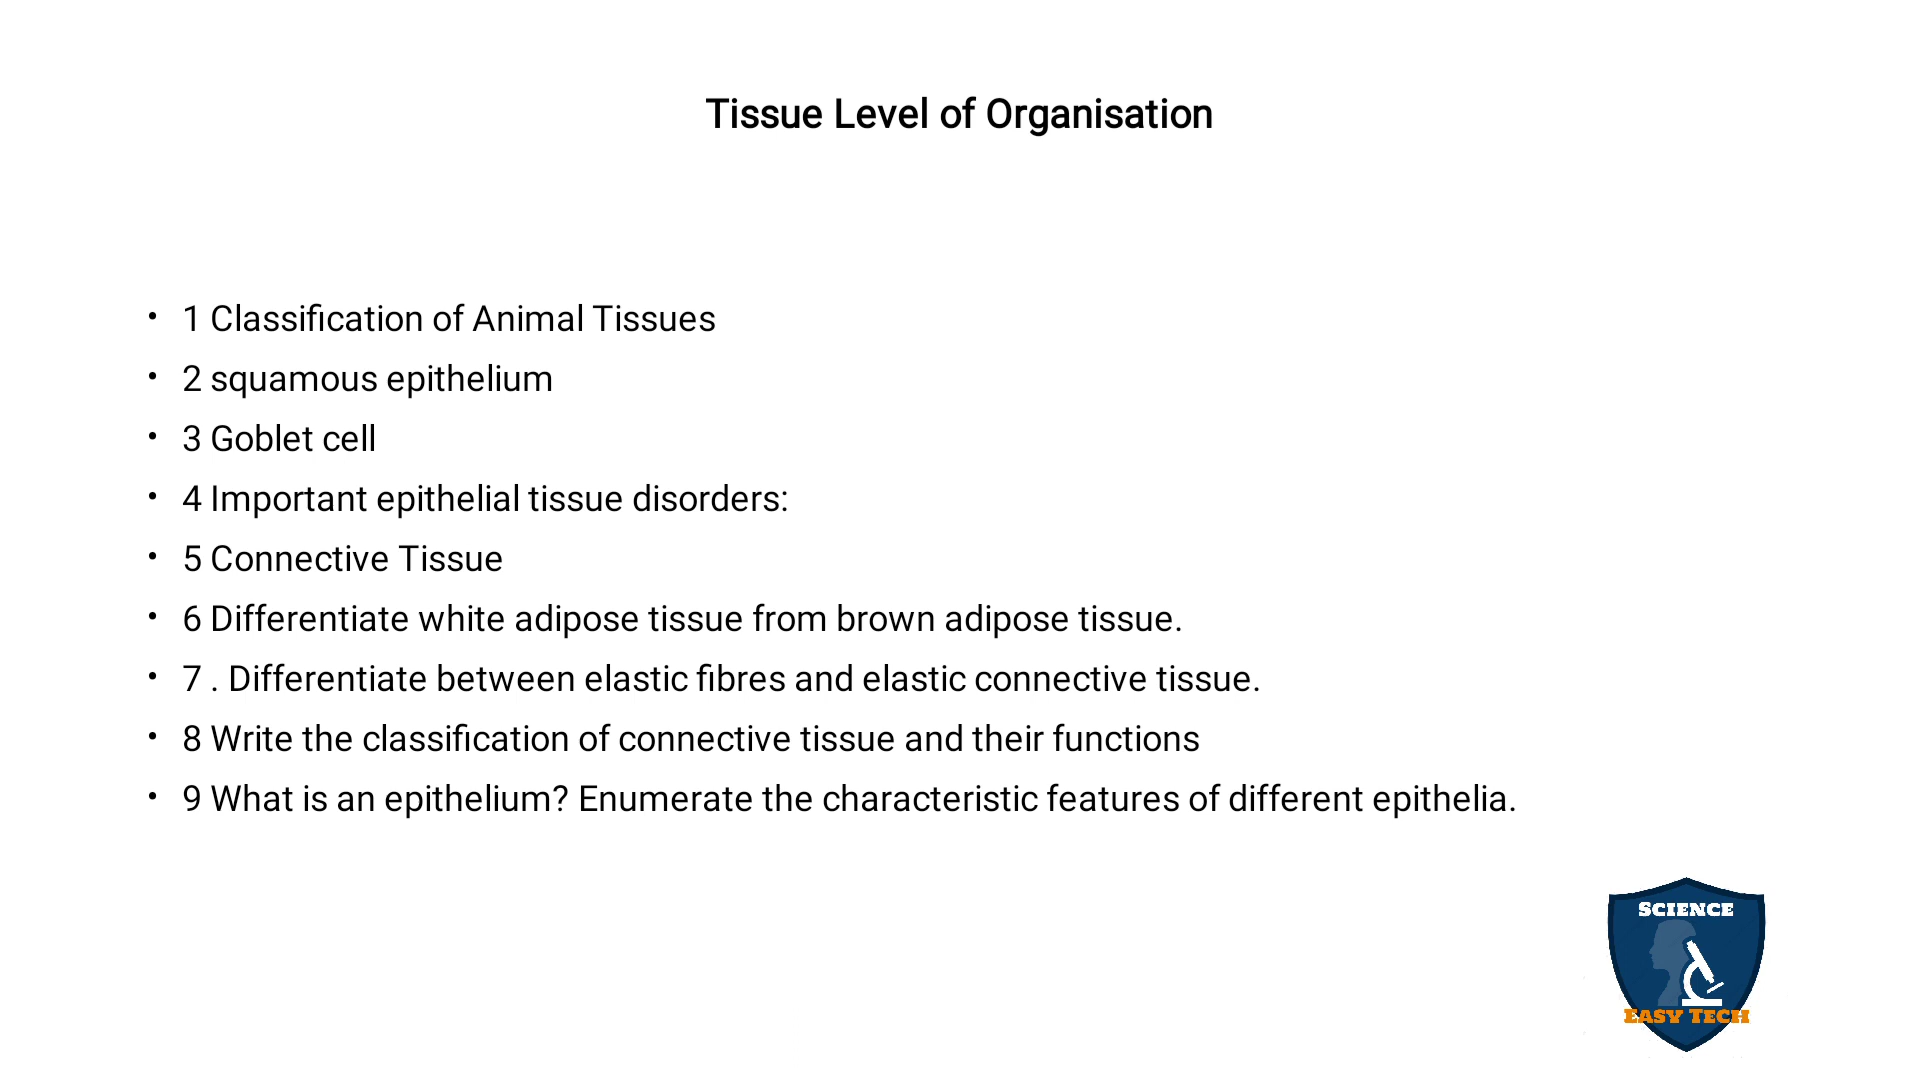 Tissue Level of Organisation
• 1 Classification of Animal Tissues
• 2 squamous epithelium
• 3 Goblet cell
• 4 Important epithelial tissue disorders:
• 5 Connective Tissue
• 6 Differentiate white adipose tissue from brown adipose tissue.
• 7 . Differentiate between elastic fibres and elastic connective tissue.
• 8 Write the classification of connective tissue and their functions
• 9 What is an epithelium? Enumerate the characteristic features of different epithelia.
SCIENCE
EASY TECH